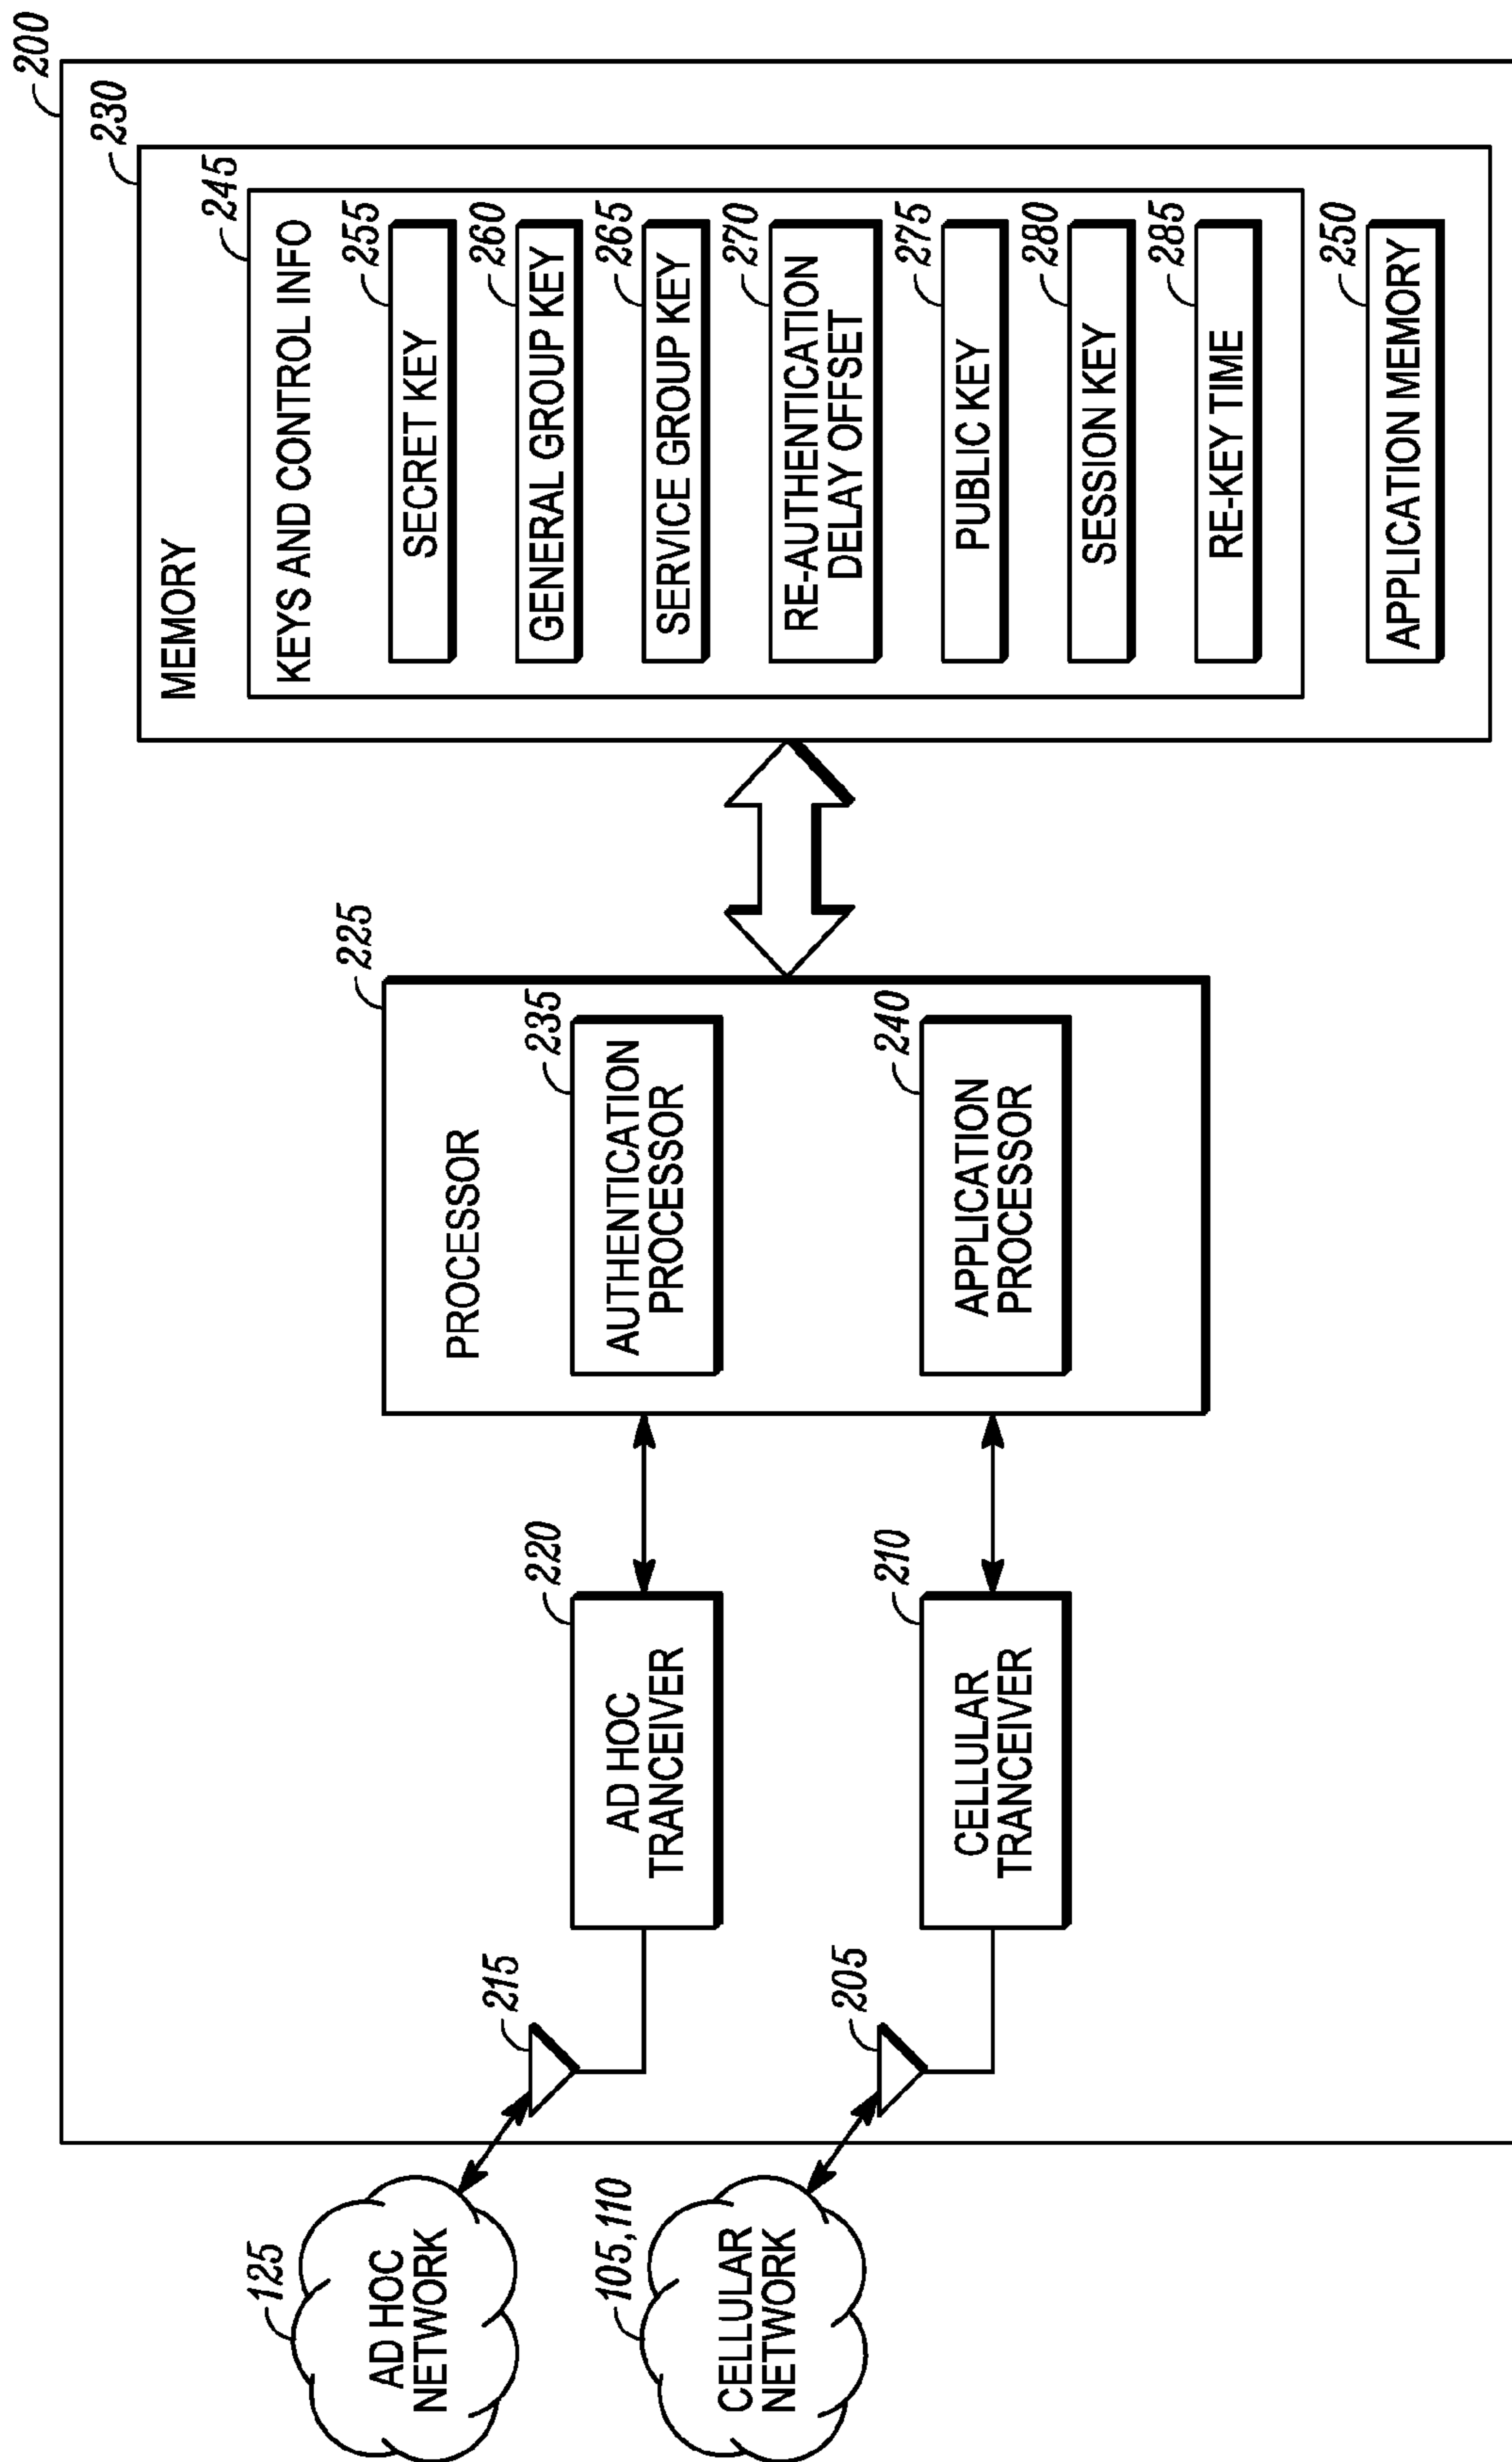 200
125
AD HOC
NETWORK
105,110
CELLULAR
NETWORK
215
205
220
AD HOC
TRANCEIVER
210
CELLULAR
TRANCEIVER
225
PROCESSOR
235
AUTHENTICATION
PROCESSOR
240
APPLICATION
PROCESSOR
230
MEMORY
245
KEYS AND CONTROL INFO
255
SECRET KEY
260
GENERAL GROUP KEY
265
SERVICE GROUP KEY
270
RE-AUTHENTICATION
DELAY OFFSET
275
PUBLIC KEY
280
SESSION KEY
285
RE-KEY TIME
250
APPLICATION MEMORY